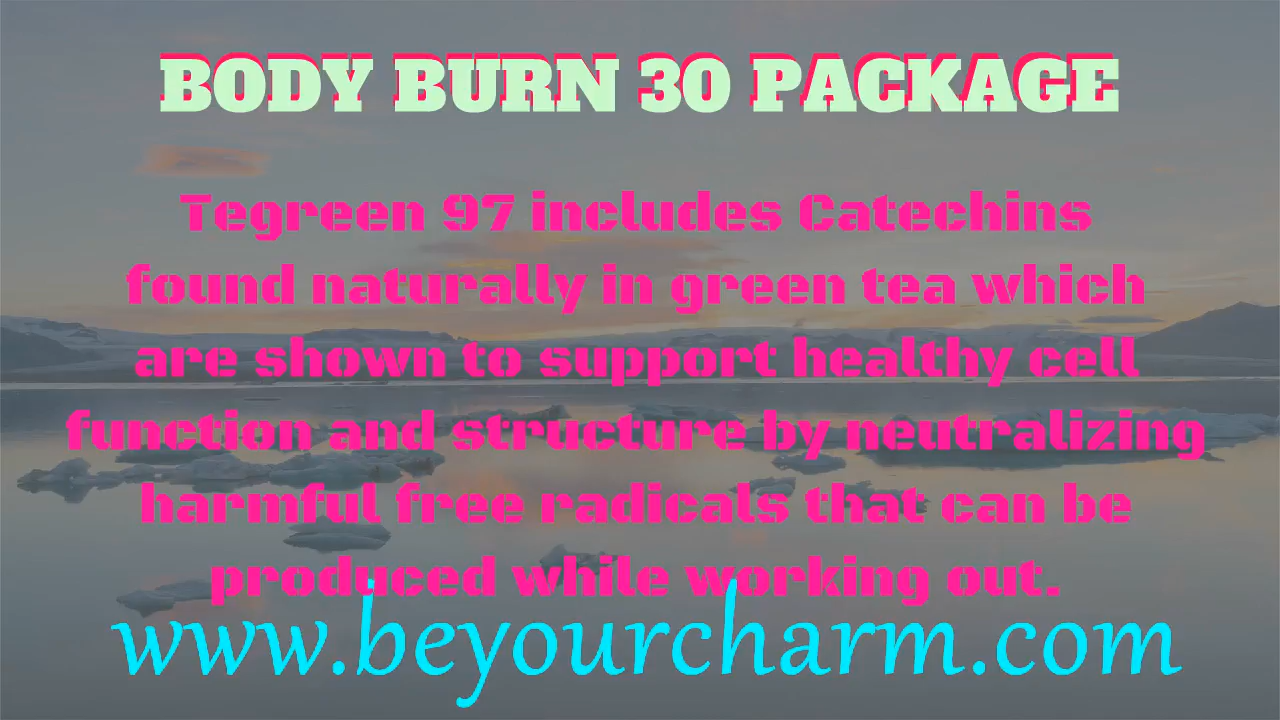 BODY BURN 30 PACKAGE
Tegreen 97 includes Catechins
found naturally in green tea which
are shown to support healthy cell
function and structure by neutralizing
harmful free radicals that can be
produced while working out.
www.beyourcharm.com